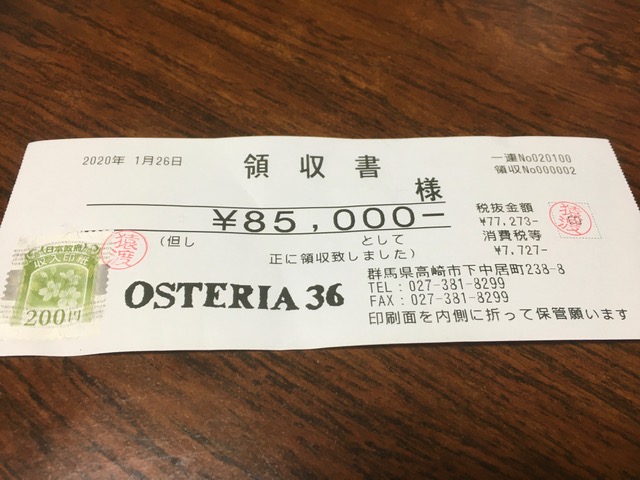 2020年 1月26日
領収書
一連No020100
領収No000002
様
¥85,000-
税抜金額
¥77,273-
消費税等
¥7,727-
(但し として
正に領収致しました)
猿渡
猿渡
印
日本政府
収入印紙
200円
OSTERIA 36
群馬県高崎市下中居町238-8
TEL:027-381-8299
FAX:027-381-8299
印刷面を内側に折って保管願います